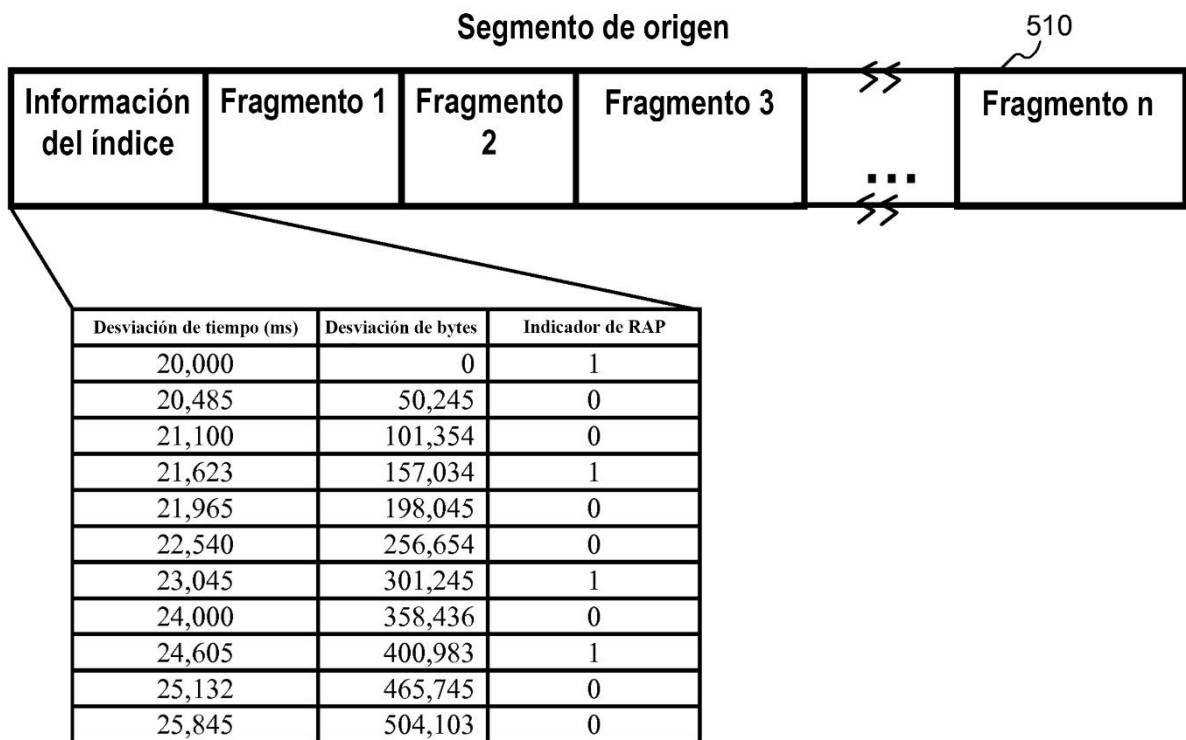 Segmento de origen
510
Información del índice
Fragmento 1
Fragmento 2
Fragmento 3
...
Fragmento n
Desviación de tiempo (ms) Desviación de bytes Indicador de RAP
20,000 0 1
20,485 50,245 0
21,100 101,354 0
21,623 157,034 1
21,965 198,045 0
22,540 256,654 0
23,045 301,245 1
24,000 358,436 0
24,605 400,983 1
25,132 465,745 0
25,845 504,103 0